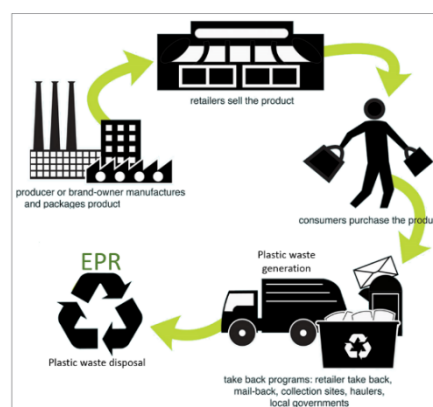 retailers sell the product
producer or brand-owner manufactures
and packages product
consumers purchase the produ
Plastic waste
generation
EPR
Plastic waste disposal
take back programs: retailer take back,
mail-back, collection sites, haulers,
local governments